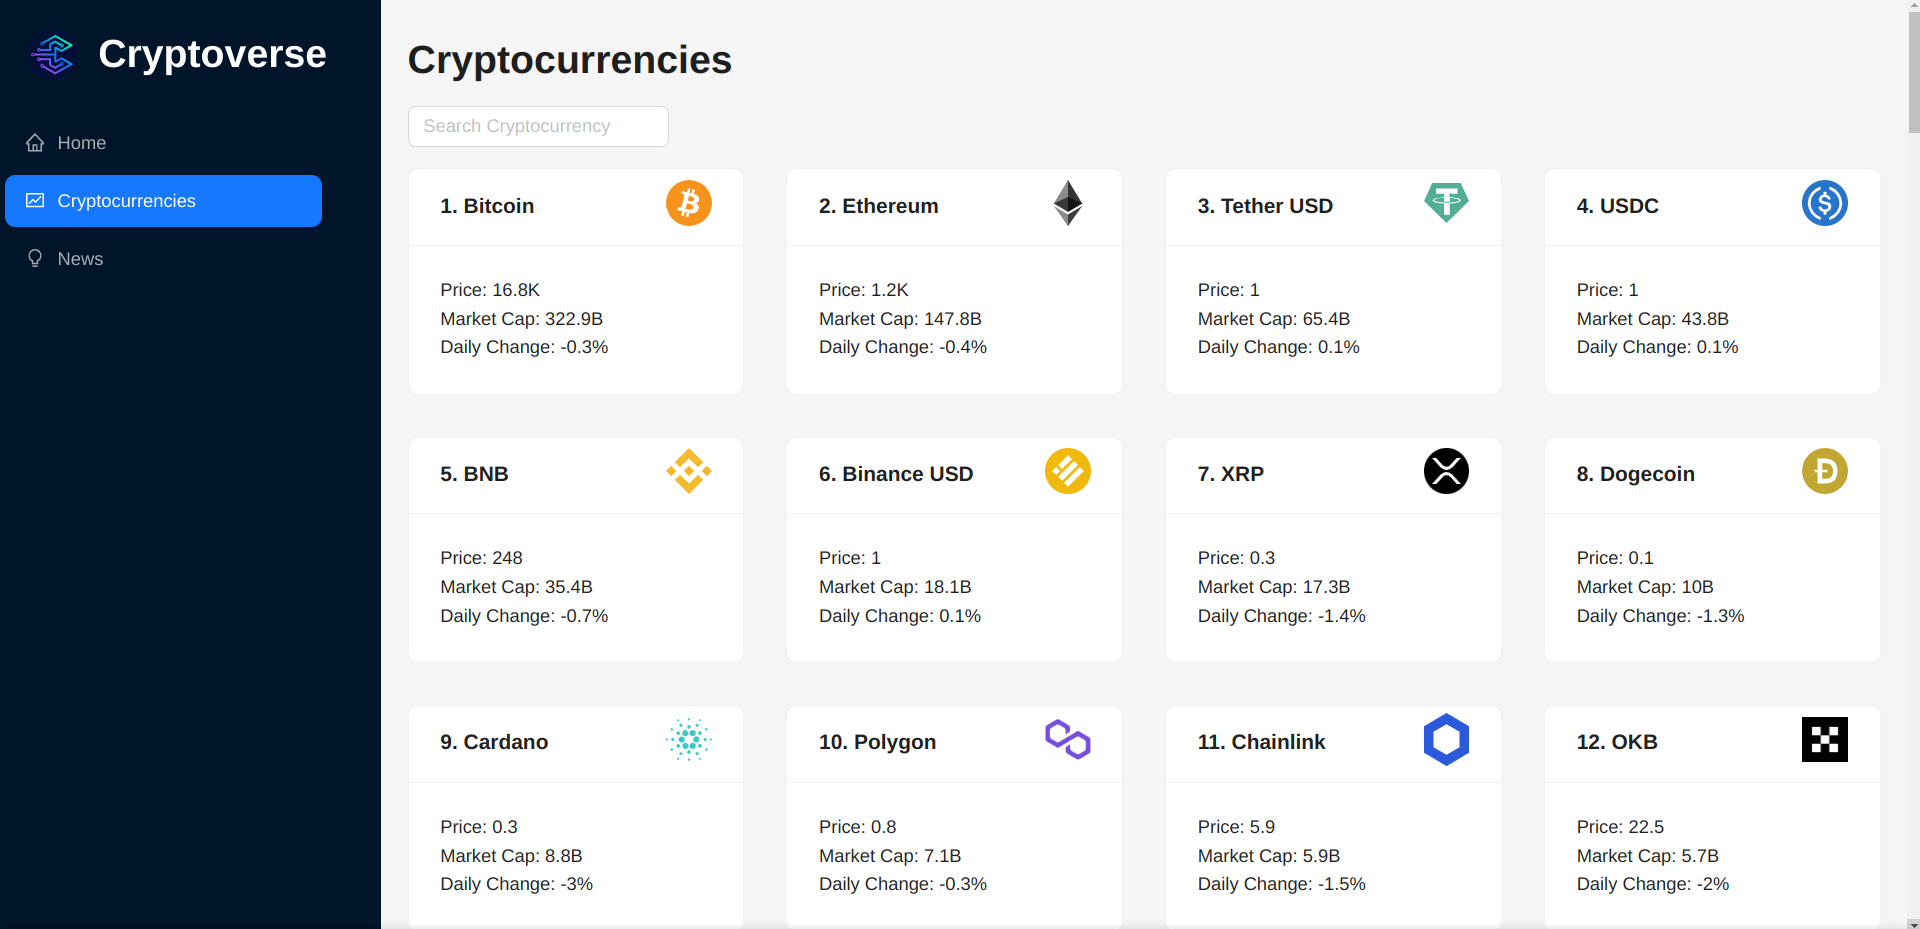 Cryptoverse
Home
Cryptocurrencies
News
Cryptocurrencies
Search Cryptocurrency
1. Bitcoin
Price: 16.8K
Market Cap: 322.9B
Daily Change: -0.3%
2. Ethereum
Price: 1.2K
Market Cap: 147.8B
Daily Change: -0.4%
3. Tether USD
Price: 1
Market Cap: 65.4B
Daily Change: 0.1%
4. USDC
Price: 1
Market Cap: 43.8B
Daily Change: 0.1%
5. BNB
Price: 248
Market Cap: 35.4B
Daily Change: -0.7%
6. Binance USD
Price: 1
Market Cap: 18.1B
Daily Change: 0.1%
7. XRP
Price: 0.3
Market Cap: 17.3B
Daily Change: -1.4%
8. Dogecoin
Price: 0.1
Market Cap: 10B
Daily Change: -1.3%
9. Cardano
Price: 0.3
Market Cap: 8.8B
Daily Change: -3%
10. Polygon
Price: 0.8
Market Cap: 7.1B
Daily Change: -0.3%
11. Chainlink
Price: 5.9
Market Cap: 5.9B
Daily Change: -1.5%
12. OKB
Price: 22.5
Market Cap: 5.7B
Daily Change: -2%